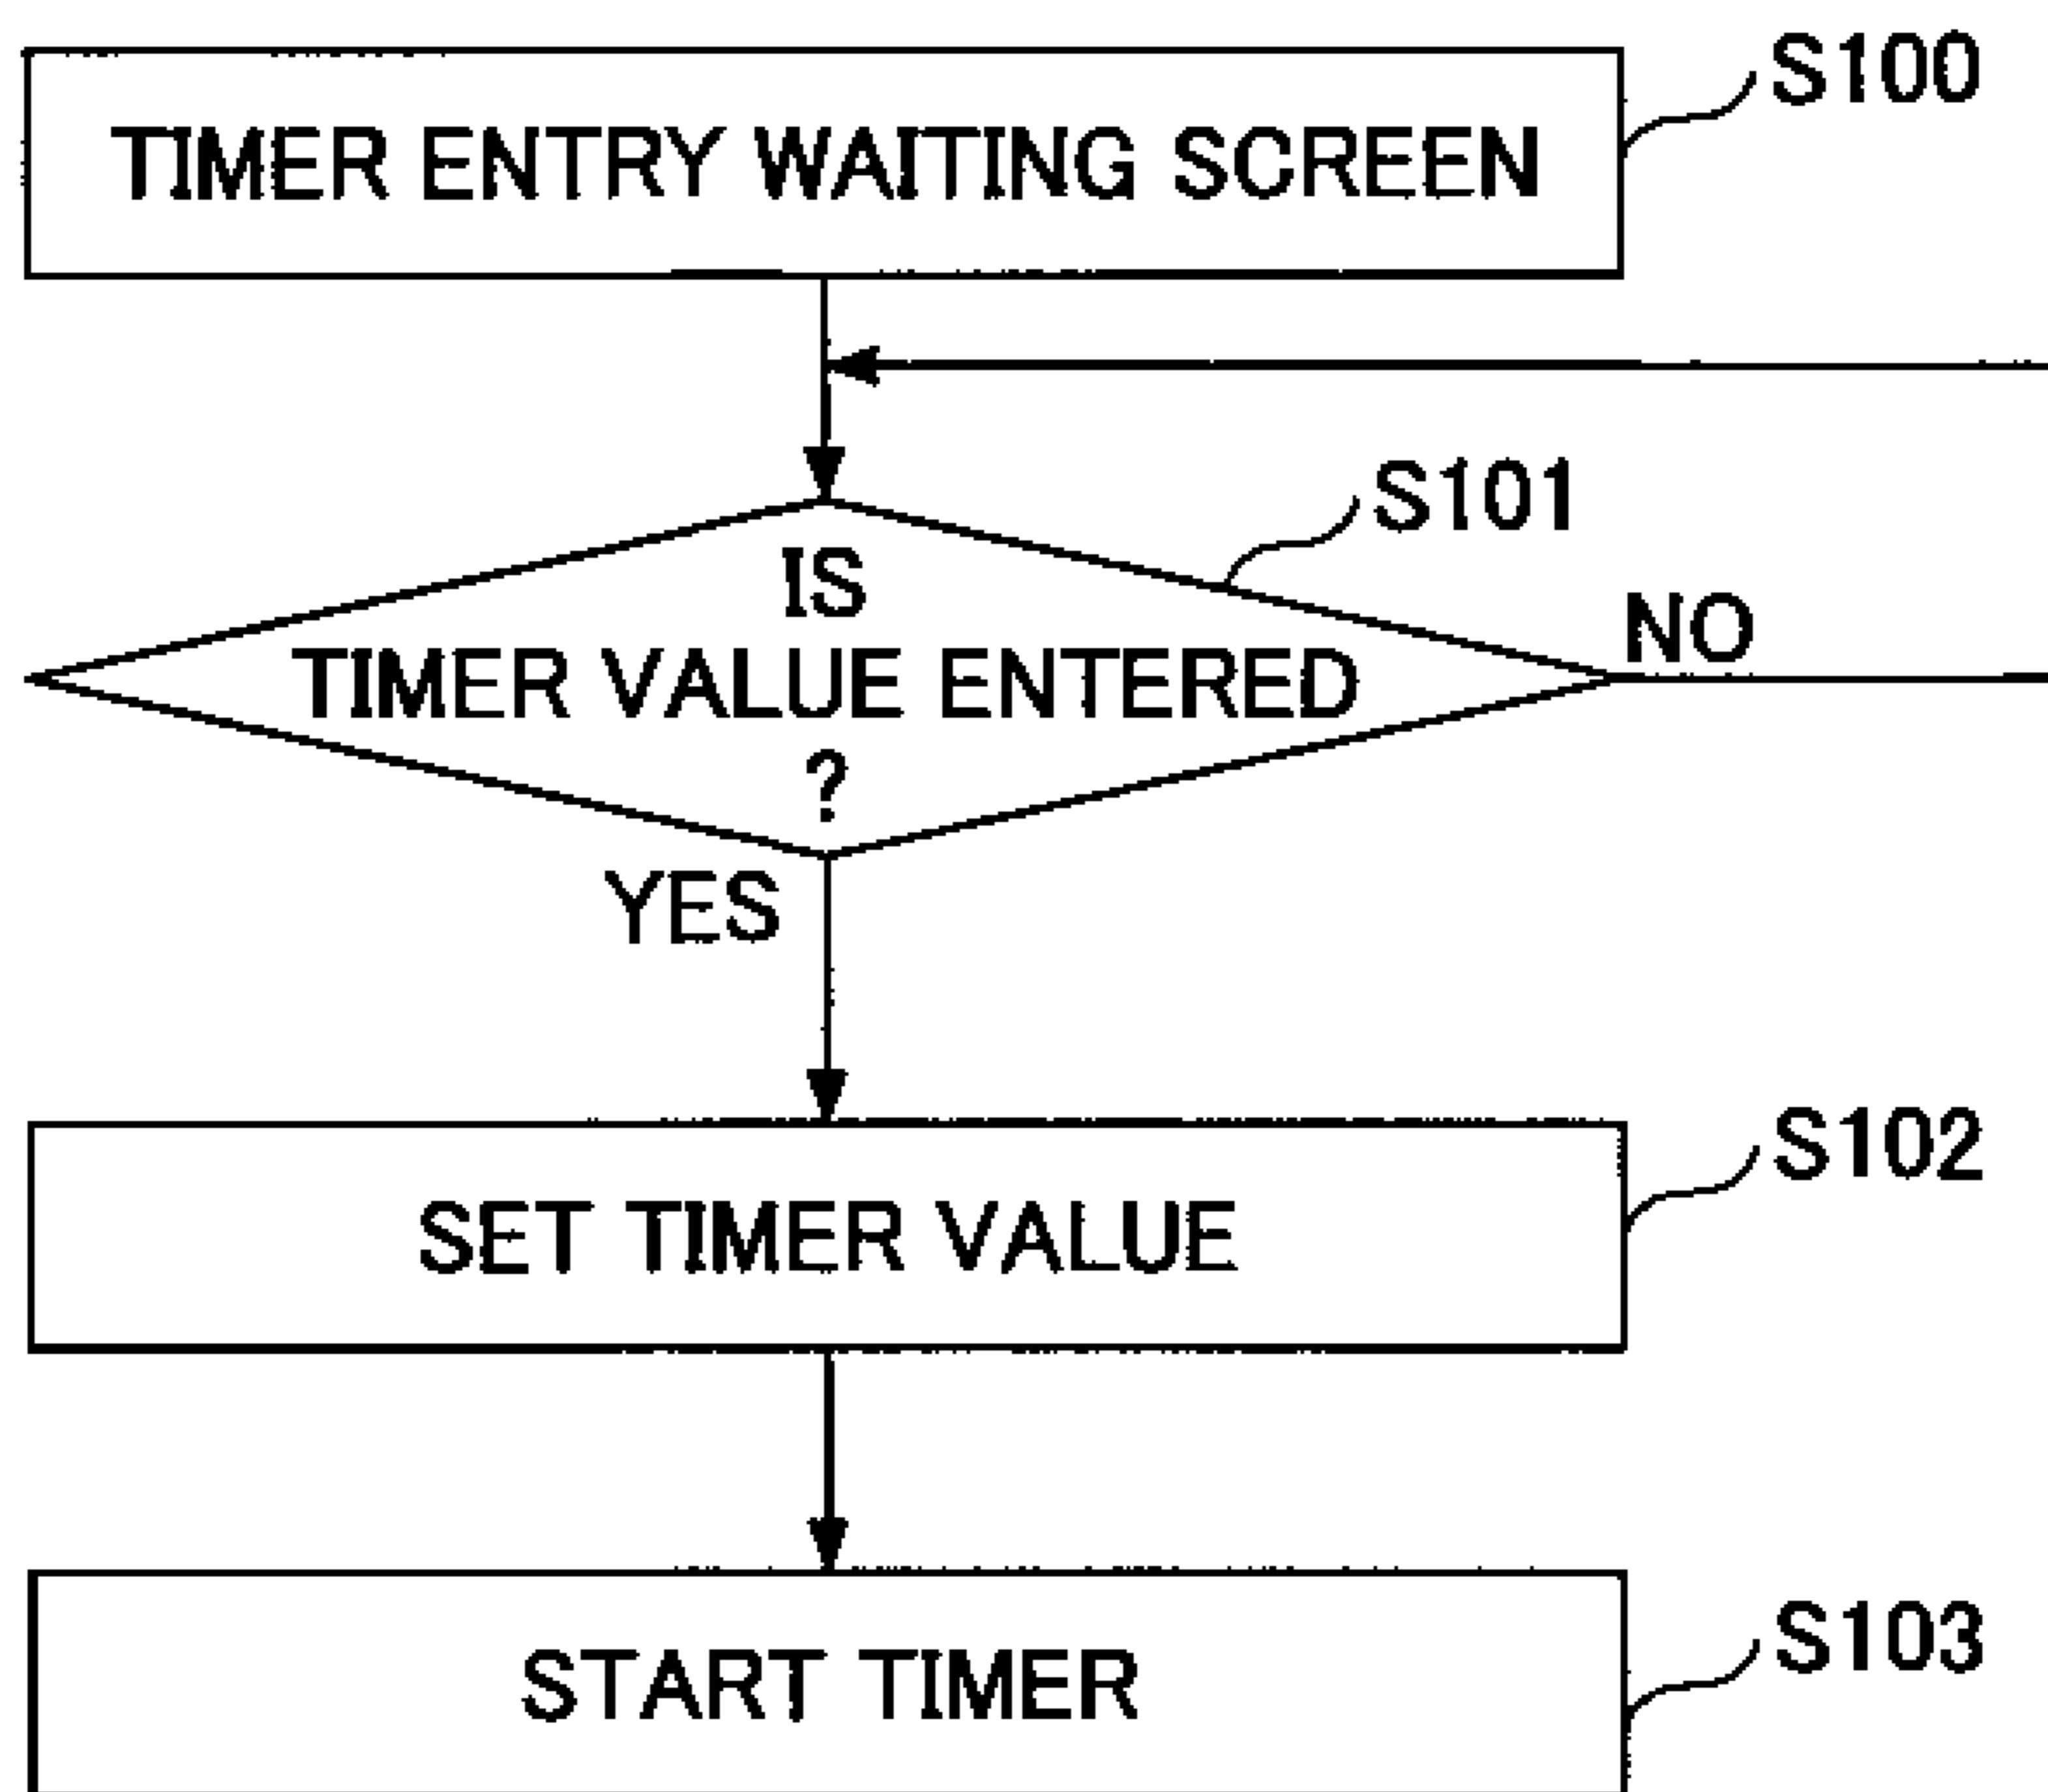 S100
TIMER ENTRY WAITING SCREEN
S101
IS
TIMER VALUE ENTERED
?
NO
YES
S102
SET TIMER VALUE
S103
START TIMER